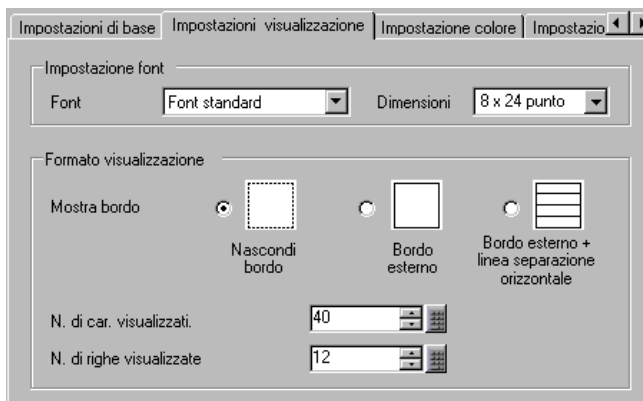 Impostazioni di base Impostazioni visualizzazione Impostazione colore Impostazio
Impostazione font
Font Font standard Dimensioni 8 x 24 punto
Formato visualizzazione
Mostra bordo
Nascondi bordo
Bordo esterno
Bordo esterno + linea separazione orizzontale
N. di car. visualizzati. 40
N. di righe visualizzate 12